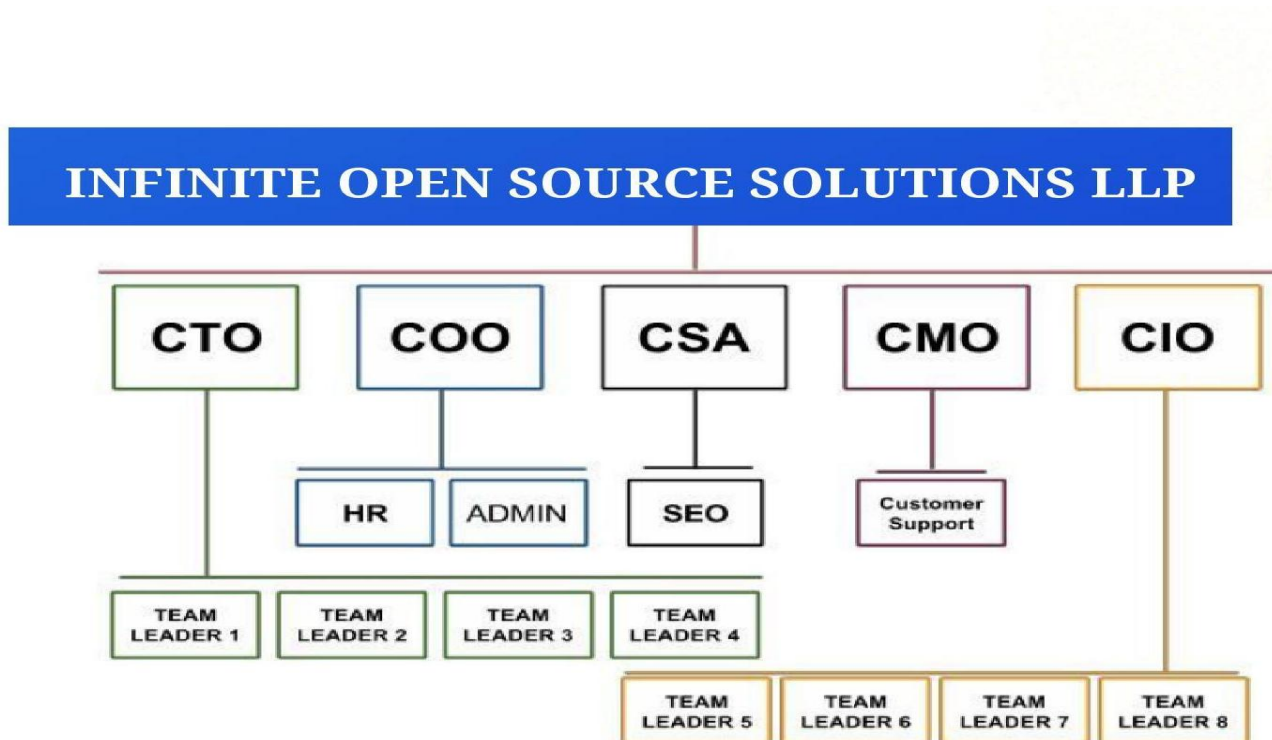 INFINITE OPEN SOURCE SOLUTIONS LLP
CTO
COO
CSA
CMO
CIO
HR
ADMIN
SEO
Customer
Support
TEAM
LEADER 1
TEAM
LEADER 2
TEAM
LEADER 3
TEAM
LEADER 4
TEAM
LEADER 5
TEAM
LEADER 6
TEAM
LEADER 7
TEAM
LEADER 8